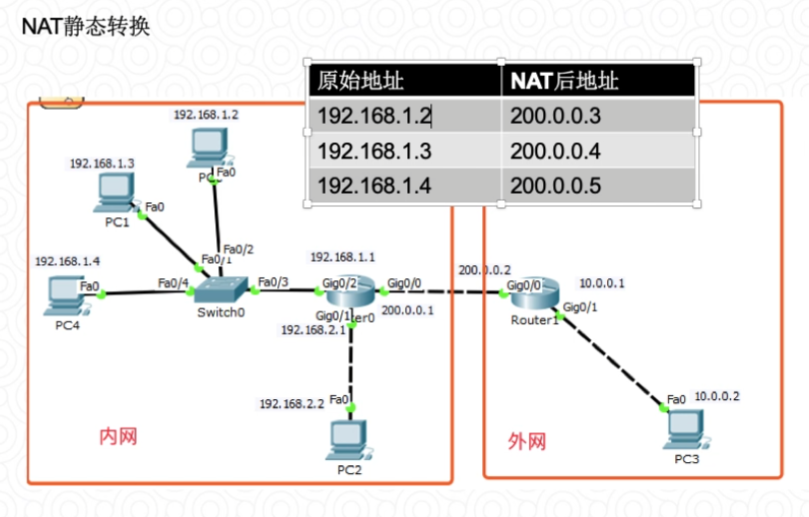 NAT静态转换
原始地址 NAT后地址
192.168.1.2 200.0.0.3
192.168.1.3 200.0.0.4
192.168.1.4 200.0.0.5
192.168.1.2
Fa0
192.168.1.3
Fa0
PC1
192.168.1.4
Fa0
PC4
Fa0/2
Fa0/1
Fa0/4
Fa0/3
Switch0
192.168.1.1
Gig0/2
Gig0/0
Gig0/1
200.0.0.1
192.168.2.1
200.0.0.2
Gig0/0
10.0.0.1
Gig0/1
Router1
192.168.2.2
Fa0
PC2
Fa0
10.0.0.2
PC3
内网
外网